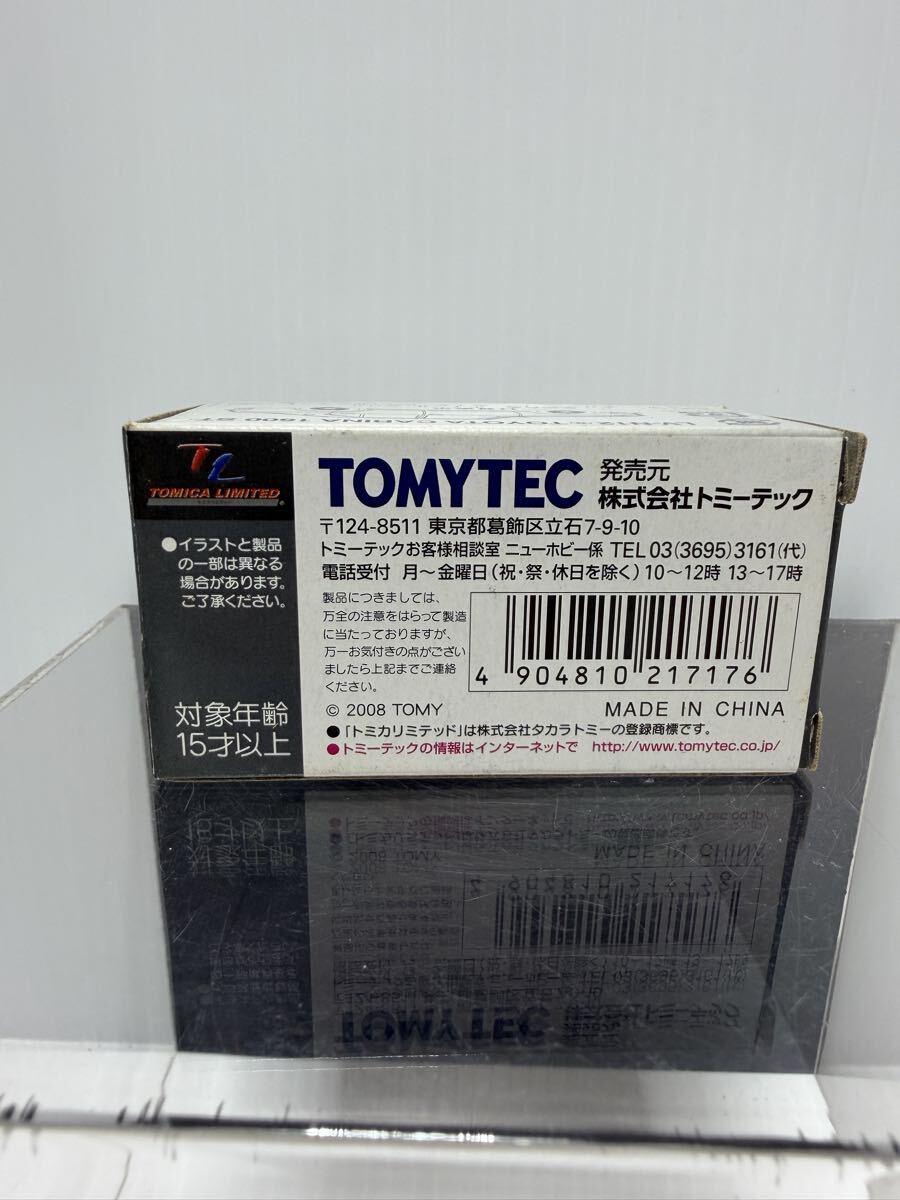 TOYOTA CARINA 1600 GT
TL
TOMICA LIMITED
●イラストと製品
の一部は異なる
場合があります。
ご了承ください。
対象年齢
15才以上
TOMYTEC 発売元
株式会社トミーテック
〒124-8511 東京都葛飾区立石7-9-10
トミーテックお客様相談室 ニューホビー係 TEL 03(3695)3161(代)
電話受付 月〜金曜日(祝・祭・休日を除く) 10〜12時 13〜17時
製品につきましては、
万全の注意をはらって製造
に当たっておりますが、
万一お気付きの点がござい
ましたら上記までご連絡
ください。
4 904810 217176
© 2008 TOMY MADE IN CHINA
●「トミカリミテッド」は株式会社タカラトミーの登録商標です。
●トミーテックの情報はインターネットで http://www.tomytec.co.jp/